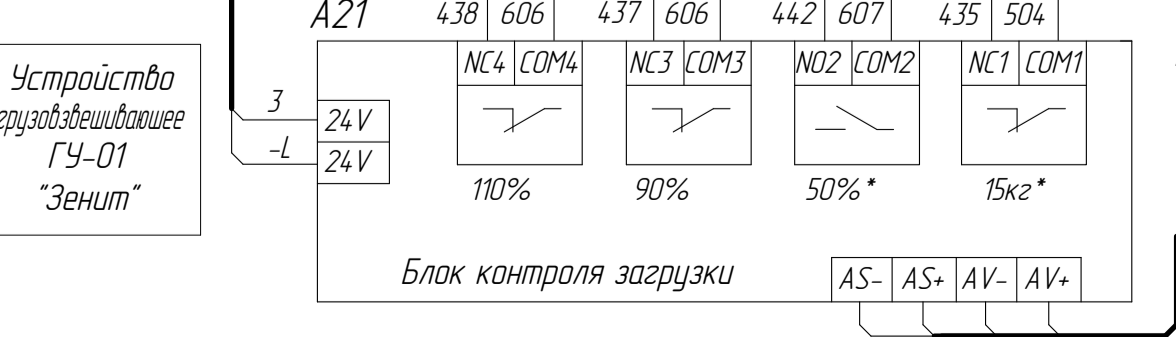 A21
438 606 437 606 442 607 435 504
NC4 COM4 NC3 COM3 NO2 COM2 NC1 COM1
Устройство
грузовзвешивающее
ГУ-01
"Зенит"
3
24V
-L
24V
110% 90% 50%* 15кг*
Блок контроля загрузки
AS- AS+ AV- AV+